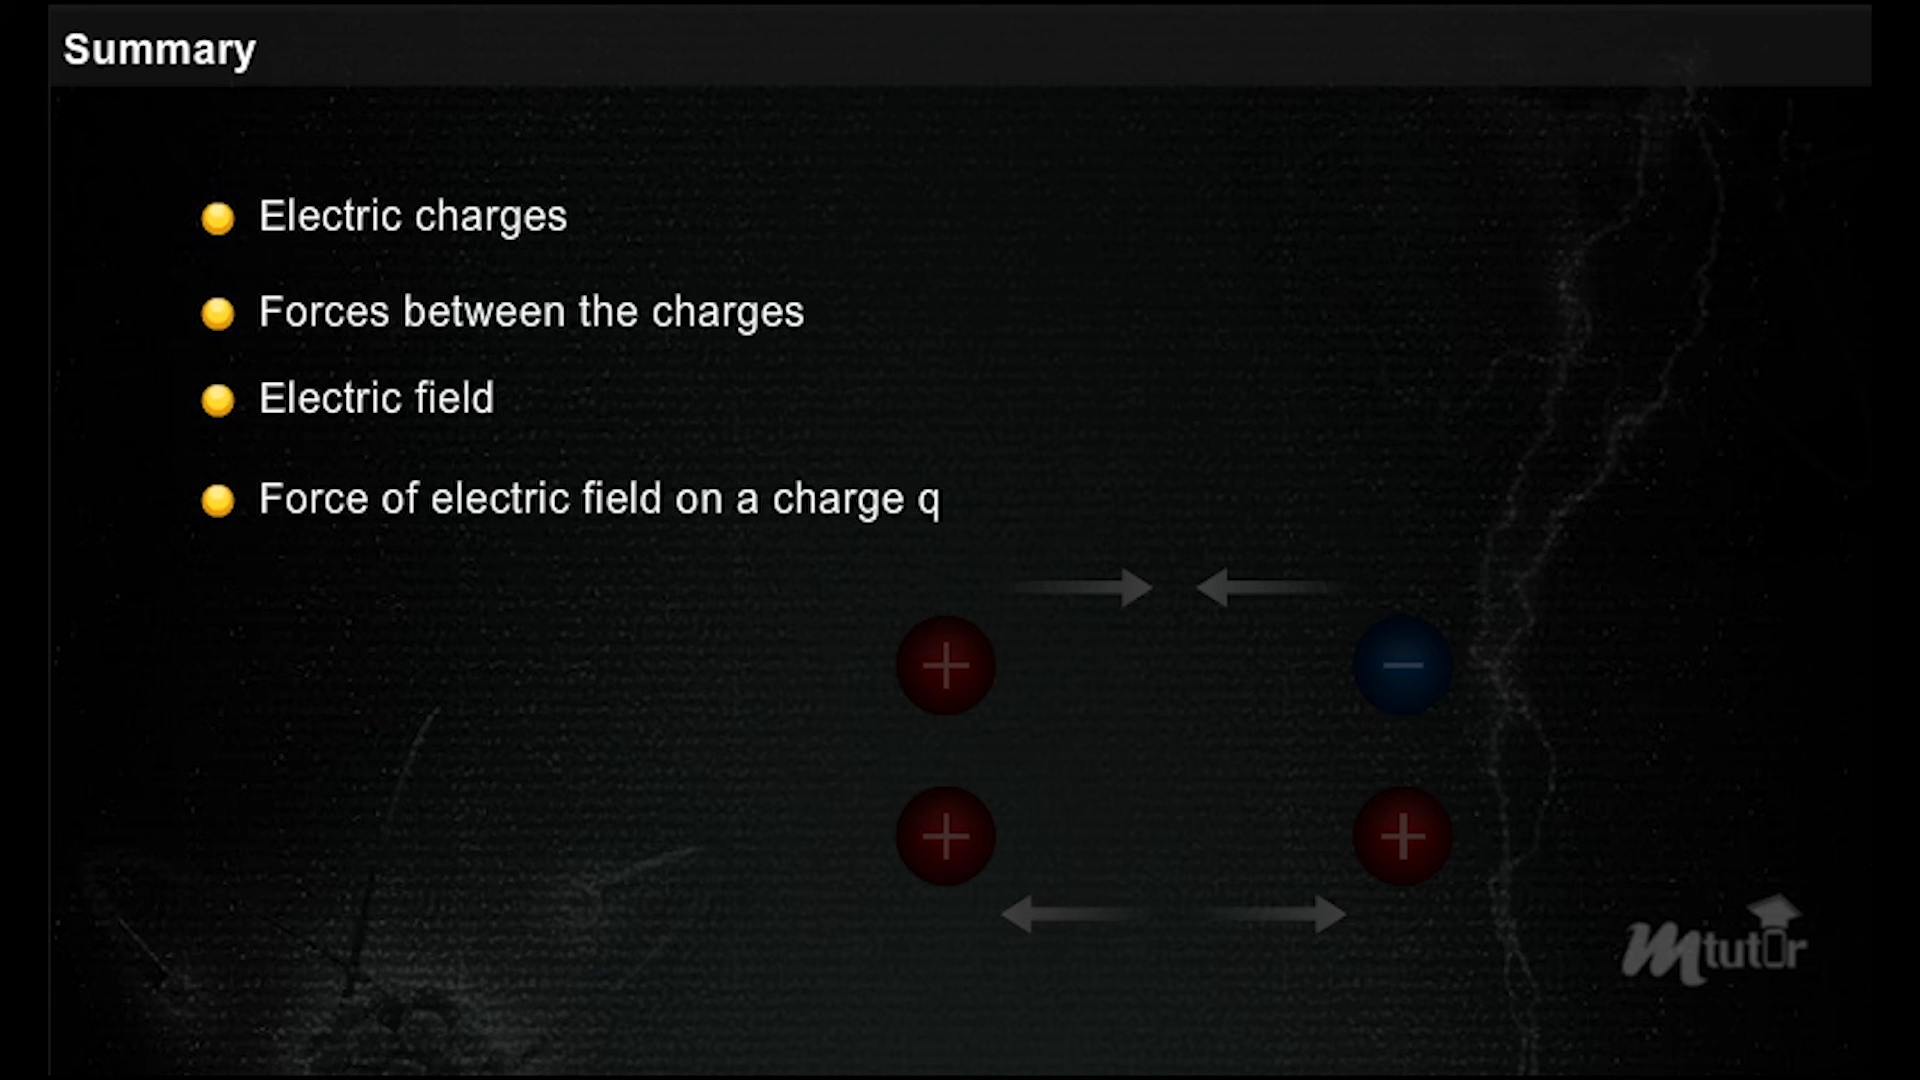 Summary
Electric charges
Forces between the charges
Electric field
Force of electric field on a charge q
+
−
+
+
mtutor